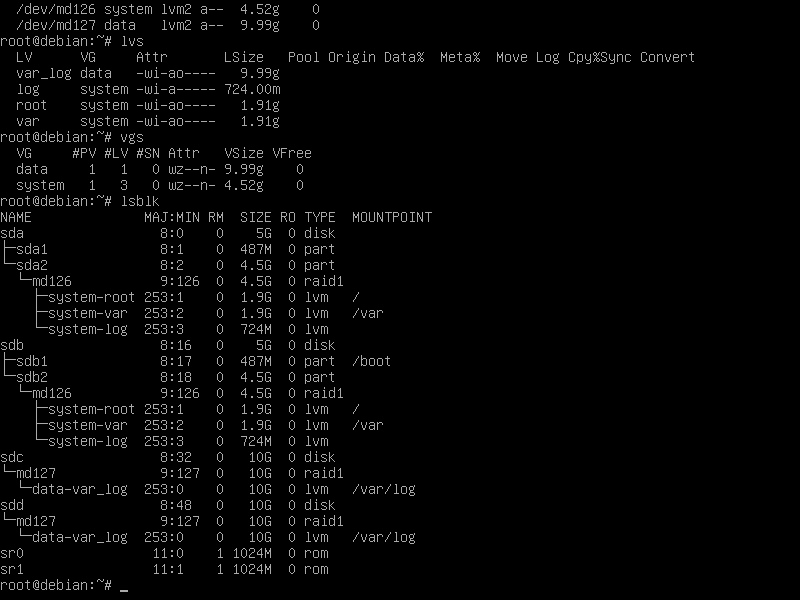 /dev/md126 system lvm2 a--  4.52g    0
  /dev/md127 data   lvm2 a--  9.99g    0
root@debian:~# lvs
  LV      VG     Attr       LSize   Pool Origin Data%  Meta%  Move Log Cpy%Sync Convert
  var_log data   -wi-ao----   9.99g
  log     system -wi-a----- 724.00m
  root    system -wi-ao----   1.91g
  var     system -wi-ao----   1.91g
root@debian:~# vgs
  VG     #PV #LV #SN Attr   VSize VFree
  data     1   1   0 wz--n- 9.99g    0
  system   1   3   0 wz--n- 4.52g    0
root@debian:~# lsblk
NAME              MAJ:MIN RM  SIZE RO TYPE  MOUNTPOINT
sda                 8:0    0    5G  0 disk
├─sda1              8:1    0  487M  0 part
└─sda2              8:2    0  4.5G  0 part
  └─md126           9:126  0  4.5G  0 raid1
    ├─system-root 253:1    0  1.9G  0 lvm   /
    ├─system-var  253:2    0  1.9G  0 lvm   /var
    └─system-log  253:3    0  724M  0 lvm
sdb                 8:16   0    5G  0 disk
├─sdb1              8:17   0  487M  0 part  /boot
└─sdb2              8:18   0  4.5G  0 part
  └─md126           9:126  0  4.5G  0 raid1
    ├─system-root 253:1    0  1.9G  0 lvm   /
    ├─system-var  253:2    0  1.9G  0 lvm   /var
    └─system-log  253:3    0  724M  0 lvm
sdc                 8:32   0   10G  0 disk
└─md127             9:127  0   10G  0 raid1
  └─data-var_log  253:0    0   10G  0 lvm   /var/log
sdd                 8:48   0   10G  0 disk
└─md127             9:127  0   10G  0 raid1
  └─data-var_log  253:0    0   10G  0 lvm   /var/log
sr0                11:0    1 1024M  0 rom
sr1                11:1    1 1024M  0 rom
root@debian:~# _